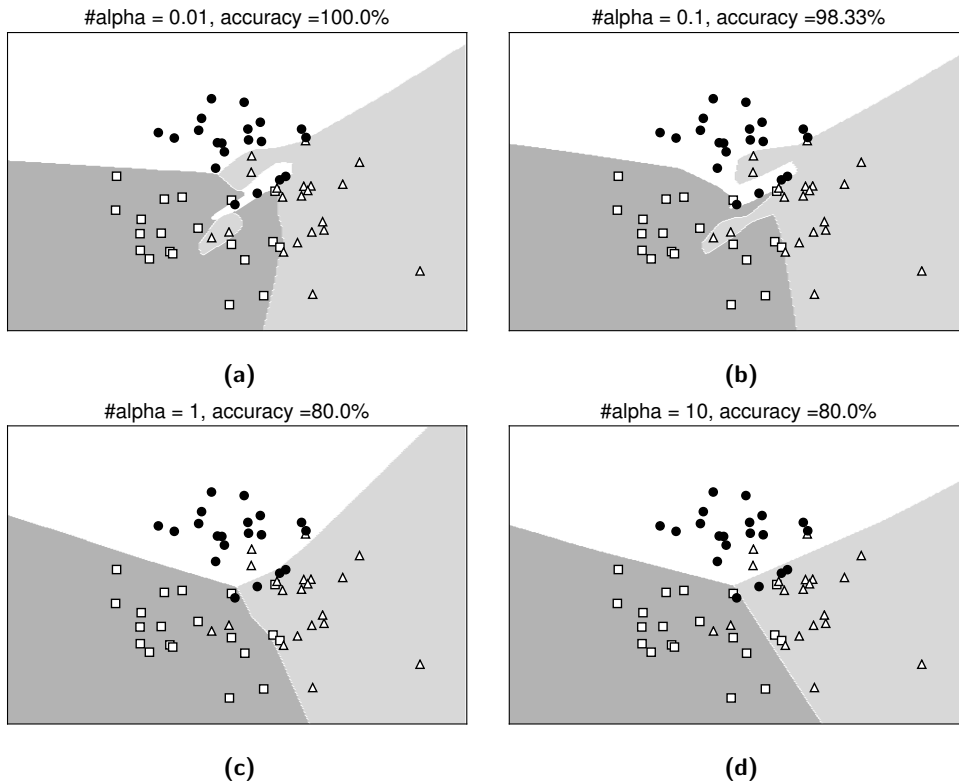 #alpha = 0.01, accuracy =100.0%
#alpha = 0.1, accuracy =98.33%
(a)
(b)
#alpha = 1, accuracy =80.0%
#alpha = 10, accuracy =80.0%
(c)
(d)